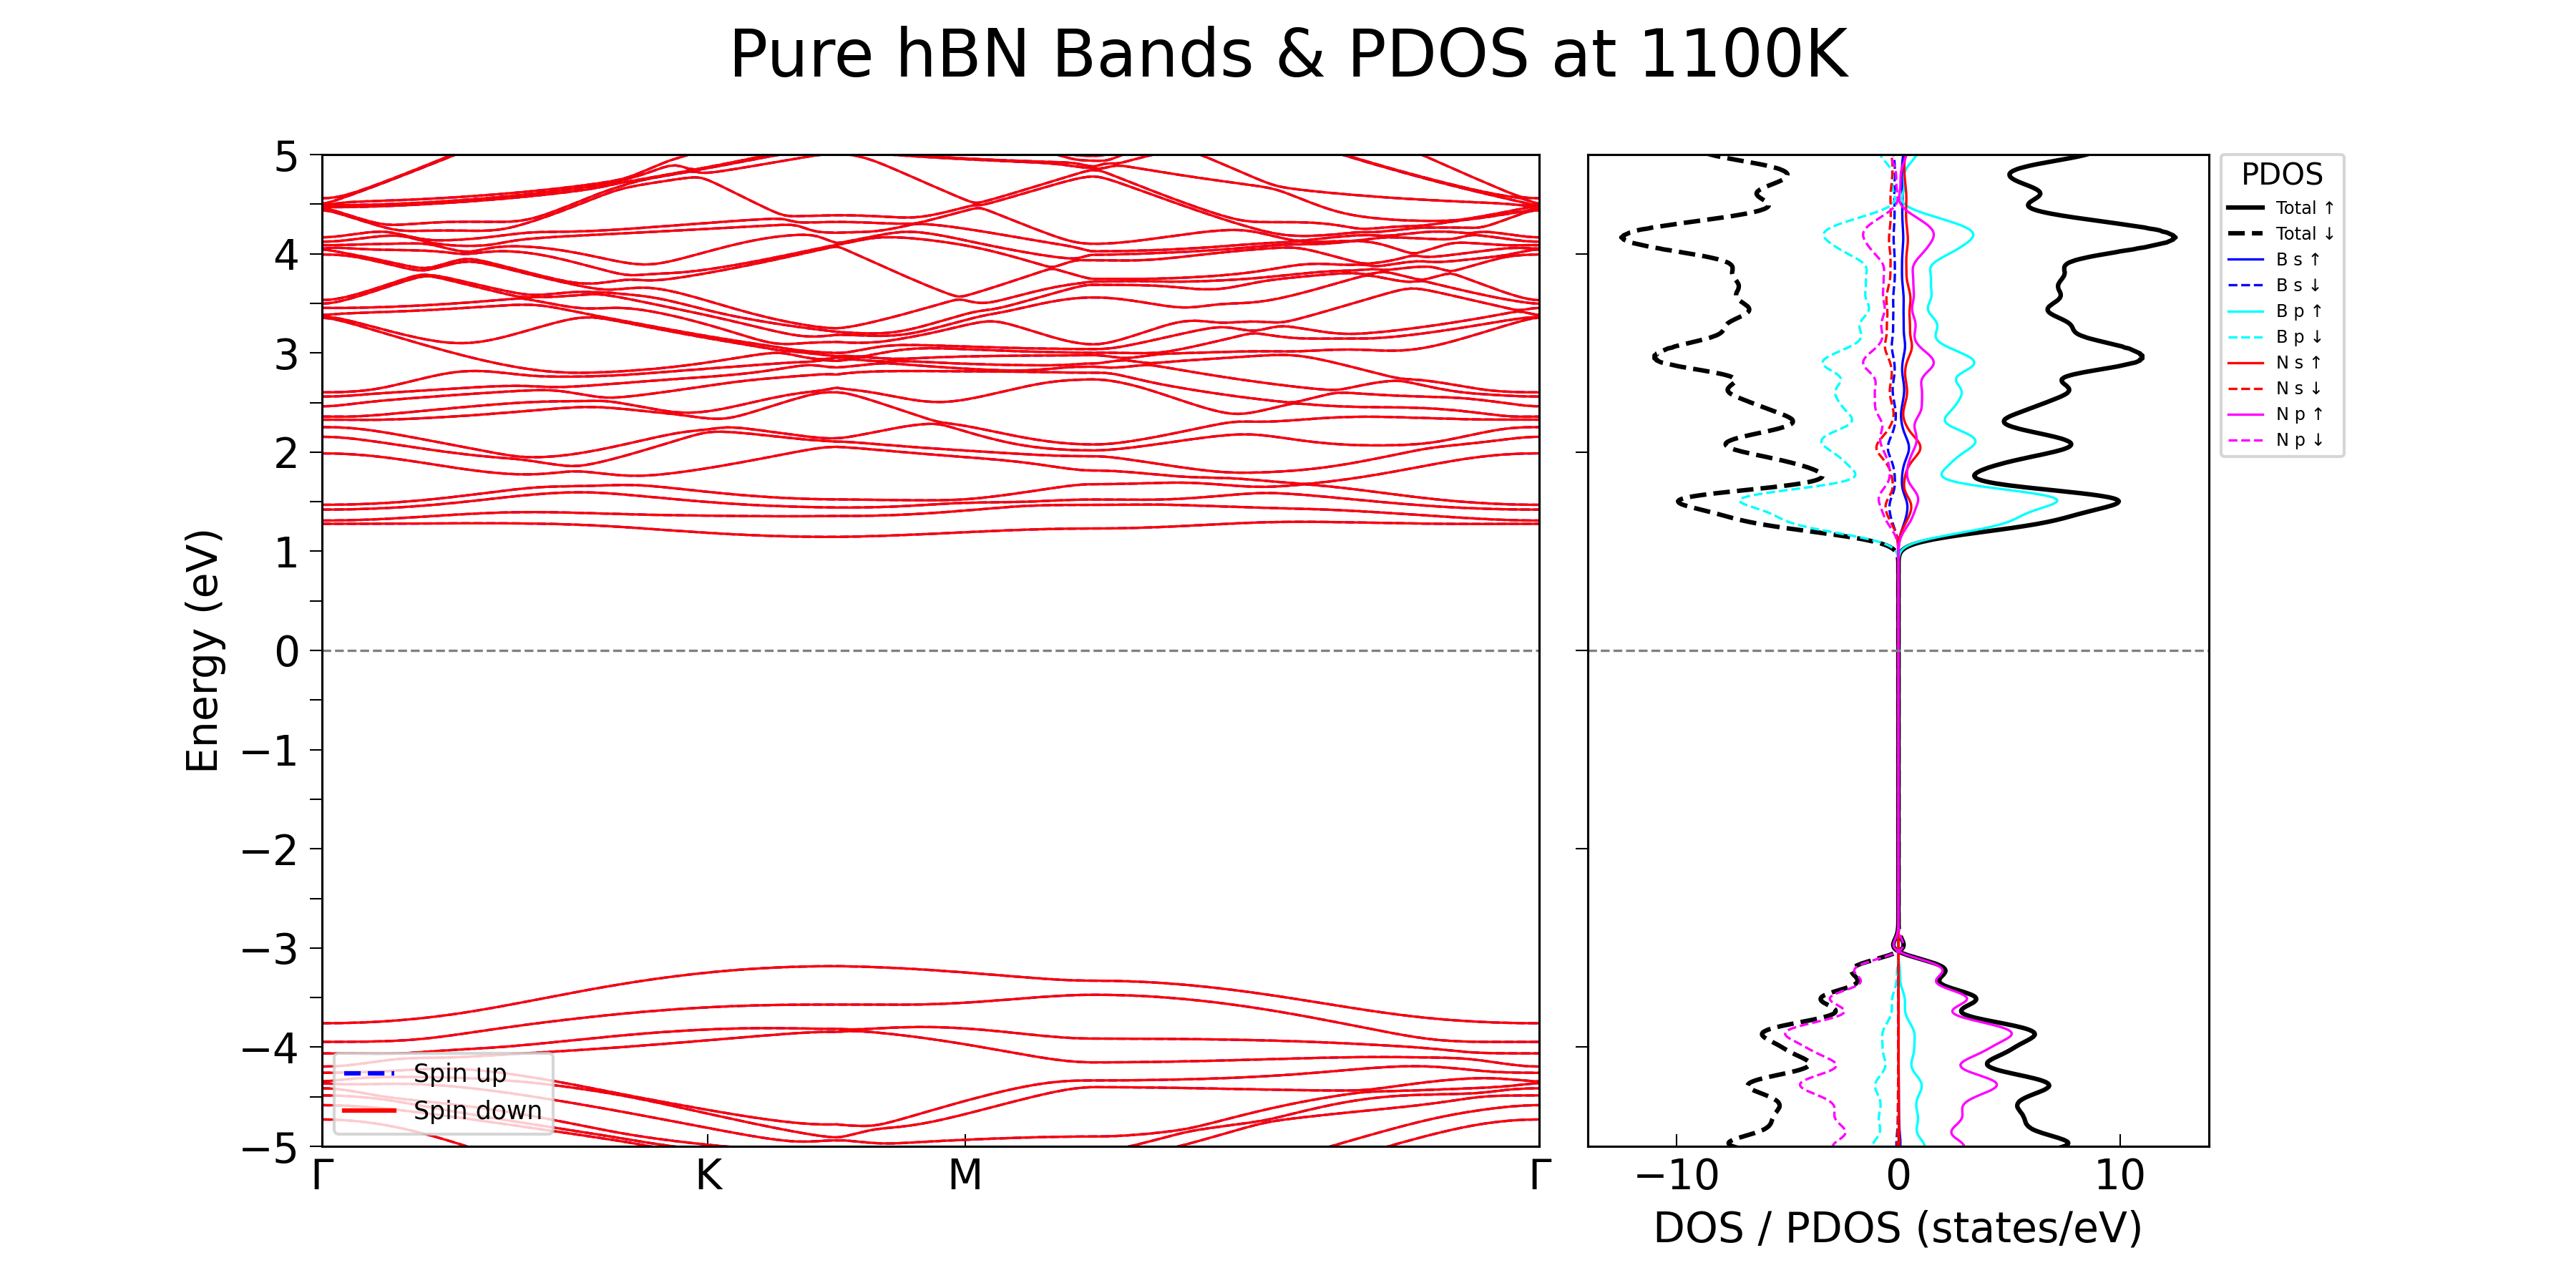 Pure hBN Bands & PDOS at 1100K
Energy (eV)
5
4
3
2
1
0
−1
−2
−3
−4
−5
Spin up
Spin down
Γ K M Γ
PDOS
Total ↑
Total ↓
B s ↑
B s ↓
B p ↑
B p ↓
N s ↑
N s ↓
N p ↑
N p ↓
−10 0 10
DOS / PDOS (states/eV)